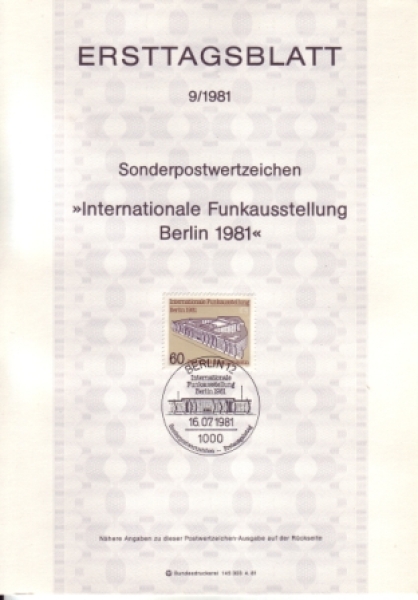 ERSTTAGSBLATT
9/1981
Sonderpostwertzeichen
»Internationale Funkausstellung
Berlin 1981«
Internationale Funkausstellung
Berlin 1981
60
BERLIN 12
Internationale
Funkausstellung
Berlin 1981
16.07.1981
1000
Nähere Angaben zu dieser Postwertzeichen-Ausgabe auf der Rückseite
Bundesdruckerei